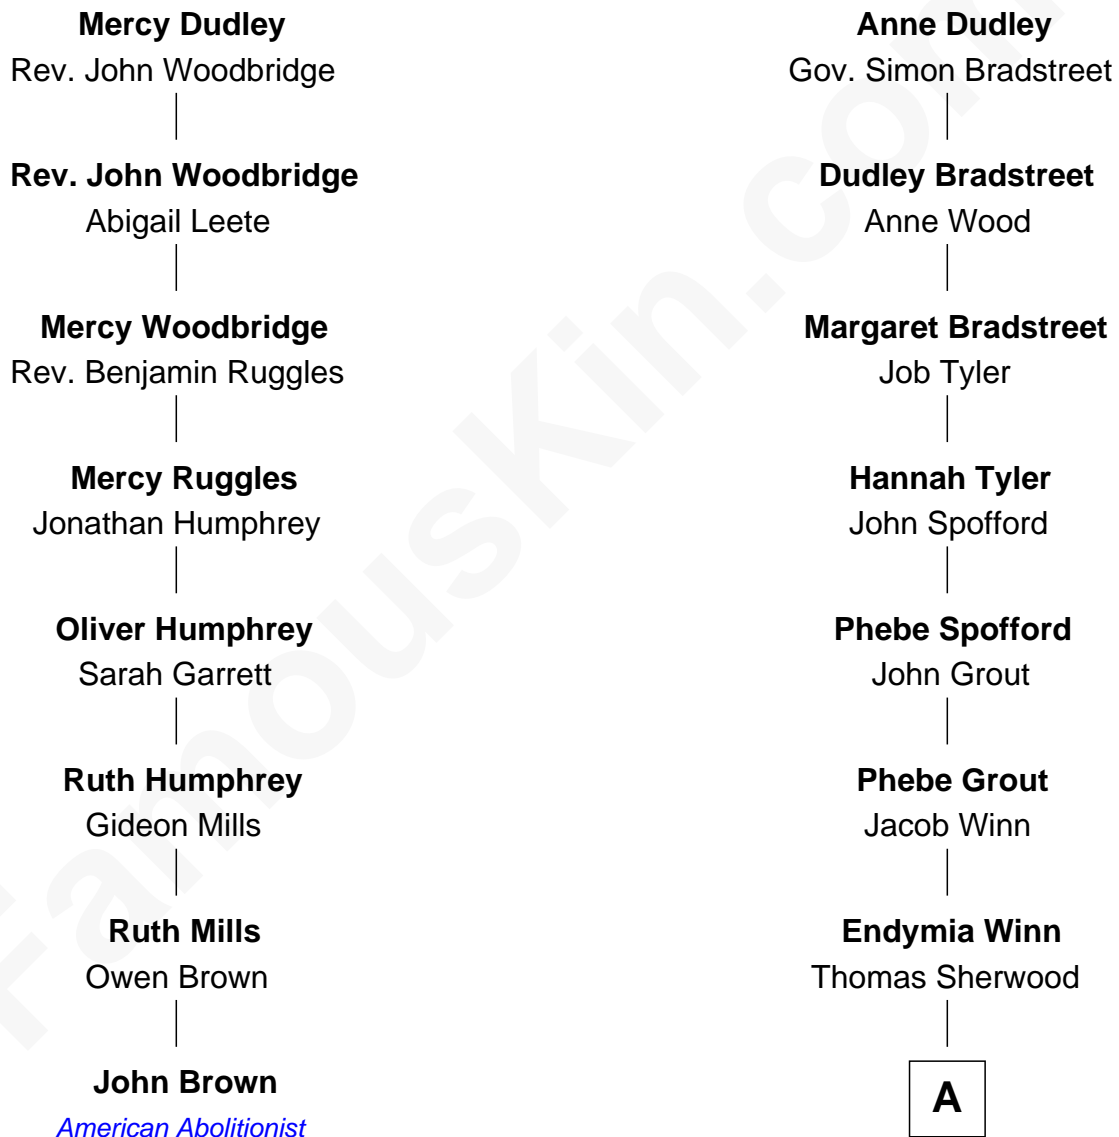 Mercy Dudley
Rev. John Woodbridge
Rev. John Woodbridge
Abigail Leete
Mercy Woodbridge
Rev. Benjamin Ruggles
Mercy Ruggles
Jonathan Humphrey
Oliver Humphrey
Sarah Garrett
Ruth Humphrey
Gideon Mills
Ruth Mills
Owen Brown
John Brown
American Abolitionist
Anne Dudley
Gov. Simon Bradstreet
Dudley Bradstreet
Anne Wood
Margaret Bradstreet
Job Tyler
Hannah Tyler
John Spofford
Phebe Spofford
John Grout
Phebe Grout
Jacob Winn
Endymia Winn
Thomas Sherwood
A
FamousKin.com